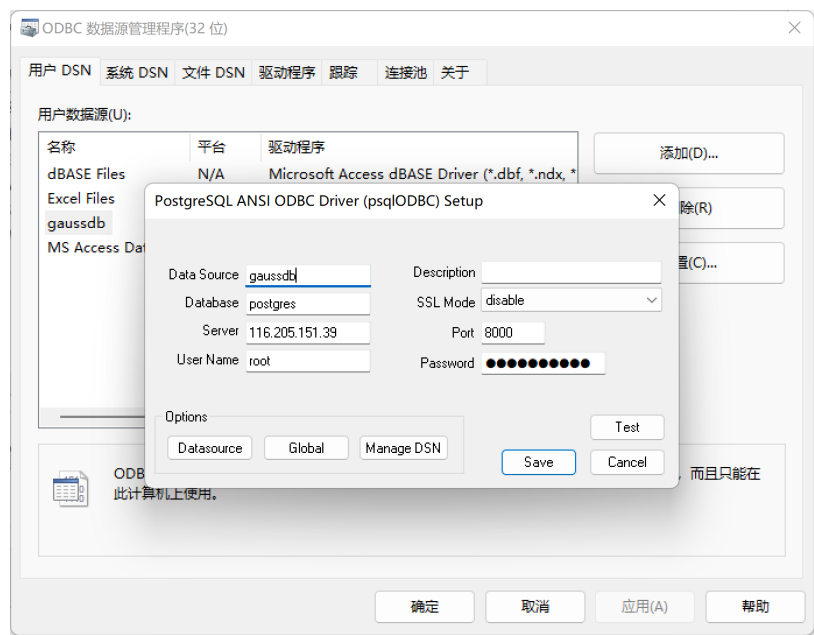 ODBC 数据源管理程序(32 位)
用户 DSN 系统 DSN 文件 DSN 驱动程序 跟踪 连接池 关于
用户数据源(U):
名称 平台 驱动程序
dBASE Files N/A Microsoft Access dBASE Driver (*.dbf, *.ndx, *
Excel Files
gaussdb
MS Access Dat
添加(D)...
除(R)
置(C)...
PostgreSQL ANSI ODBC Driver (psqlODBC) Setup
Data Source gaussdb
Description
Database postgres
SSL Mode disable
Server 116.205.151.39
Port 8000
User Name root
Password ●●●●●●●●●●
Options
Datasource Global Manage DSN
Test
Save Cancel
ODB
, 而且只能在
此计算机上使用。
确定 取消 应用(A) 帮助